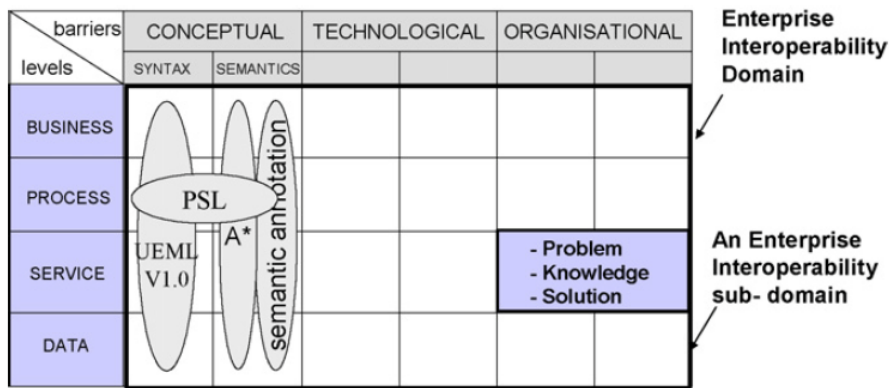 barriers
levels
CONCEPTUAL
TECHNOLOGICAL
ORGANISATIONAL
SYNTAX
SEMANTICS
Enterprise
Interoperability
Domain
BUSINESS
PROCESS
SERVICE
DATA
PSL
UEML
V1.0
A*
semantic annotation
- Problem
- Knowledge
- Solution
An Enterprise
Interoperability
sub- domain